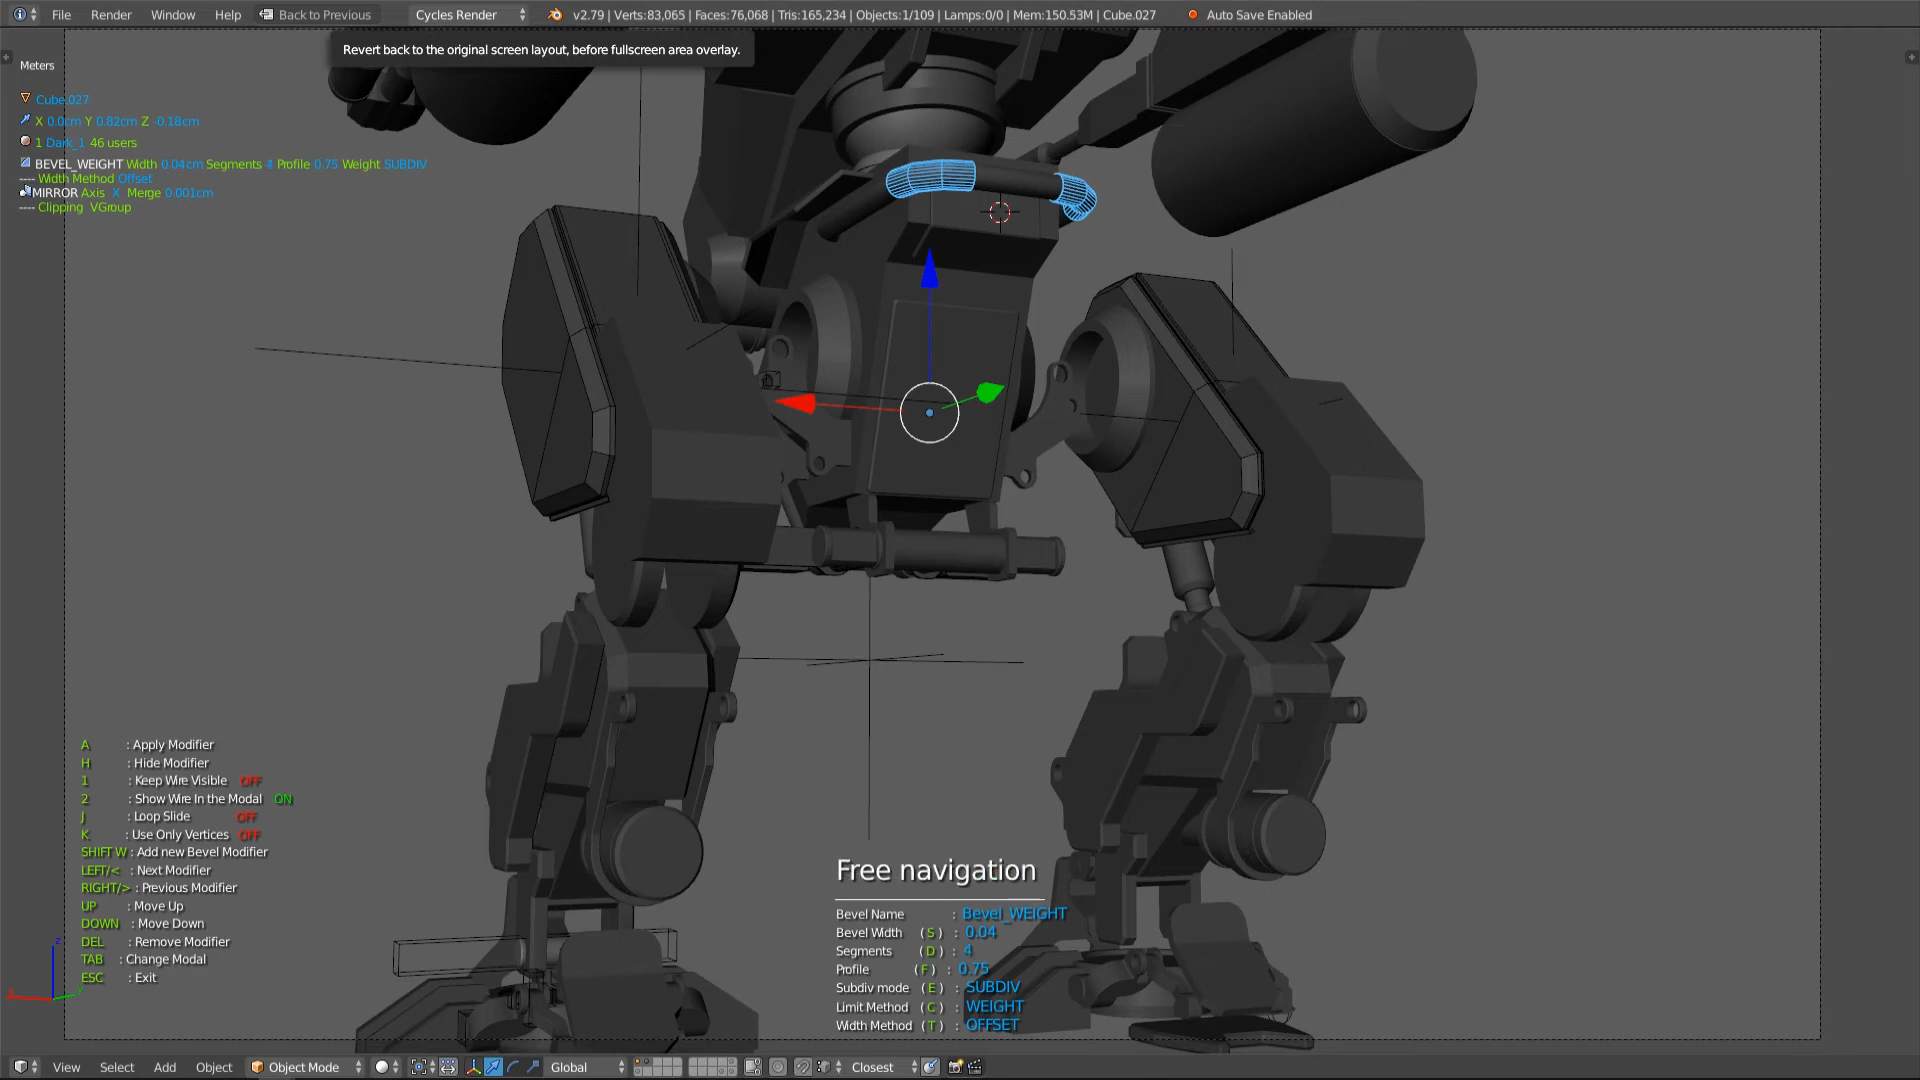 File Render Window Help Back to Previous Cycles Render v2.79 | Verts:83,065 | Faces:76,068 | Tris:165,234 | Objects:1/109 | Lamps:0/0 | Mem:150.53M | Cube.027 Auto Save Enabled
Revert back to the original screen layout, before fullscreen area overlay.
Meters
Cube.027
X 0.0cm Y 0.82cm Z -0.18cm
1 Dark_1 46 users
BEVEL_WEIGHT Width 0.04cm Segments 4 Profile 0.75 Weight SUBDIV
---- Width Method Offset
MIRROR Axis X Merge 0.001cm
---- Clipping VGroup
A : Apply Modifier
H : Hide Modifier
1 : Keep Wire Visible OFF
2 : Show Wire In the Modal ON
J : Loop Slide OFF
K : Use Only Vertices OFF
SHIFT W : Add new Bevel Modifier
LEFT/< : Next Modifier
RIGHT/> : Previous Modifier
UP : Move Up
DOWN : Move Down
DEL : Remove Modifier
TAB : Change Modal
ESC : Exit
Free navigation
Bevel Name : Bevel_WEIGHT
Bevel Width ( S ) : 0.04
Segments ( D ) : 4
Profile ( F ) : 0.75
Subdiv mode ( E ) : SUBDIV
Limit Method ( C ) : WEIGHT
Width Method ( T ) : OFFSET
z
x
y
View Select Add Object Object Mode Global Closest